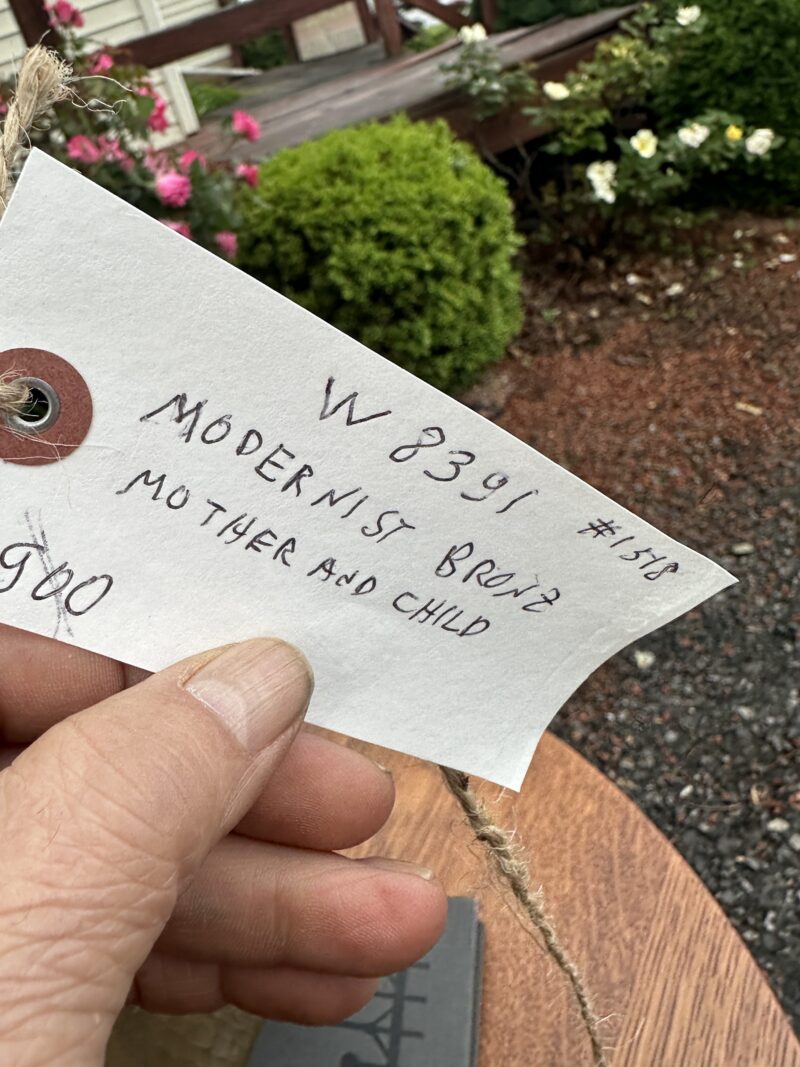 W 8391 #1518
MODERNIST BRONZ
MOTHER AND CHILD
900